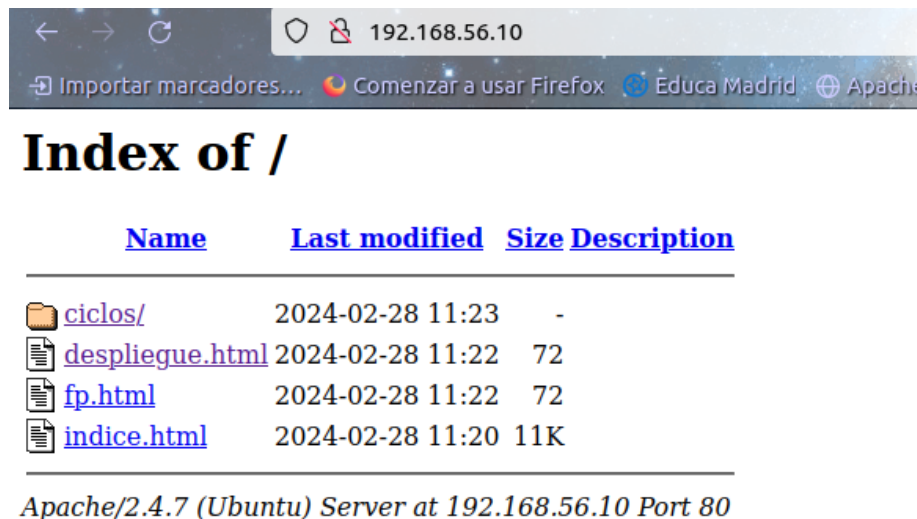 192.168.56.10
Importar marcadores... Comenzar a usar Firefox Educa Madrid Apache
Index of /
Name Last modified Size Description
ciclos/ 2024-02-28 11:23 -
despliegue.html 2024-02-28 11:22 72
fp.html 2024-02-28 11:22 72
indice.html 2024-02-28 11:20 11K
Apache/2.4.7 (Ubuntu) Server at 192.168.56.10 Port 80